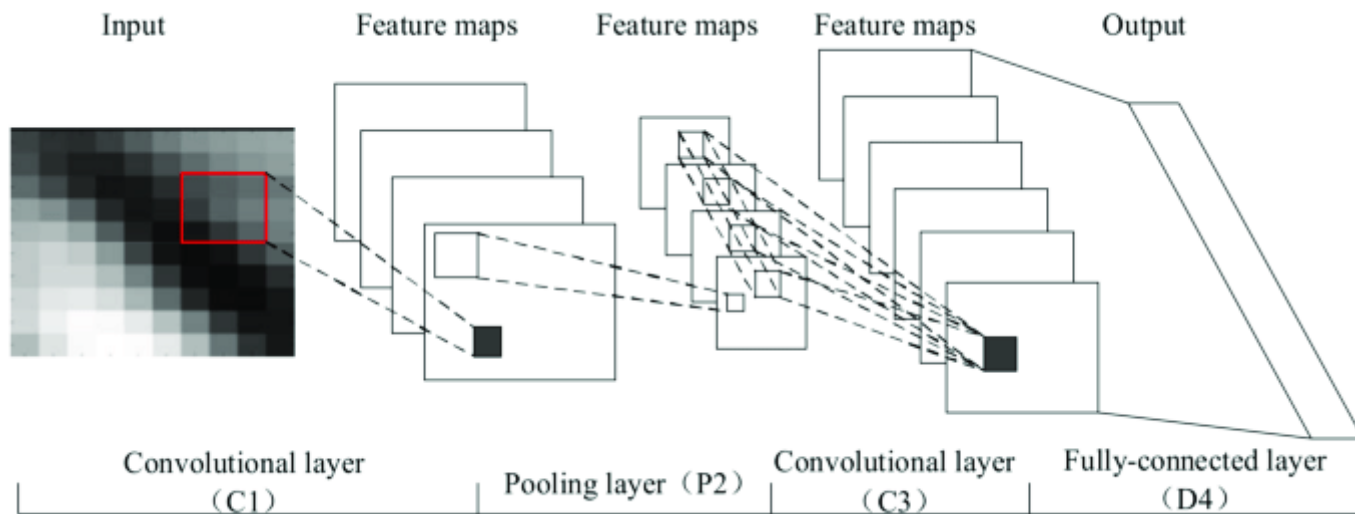 Input
Feature maps
Feature maps
Feature maps
Output
Convolutional layer
（C1）
Pooling layer（P2）
Convolutional layer
（C3）
Fully-connected layer
（D4）